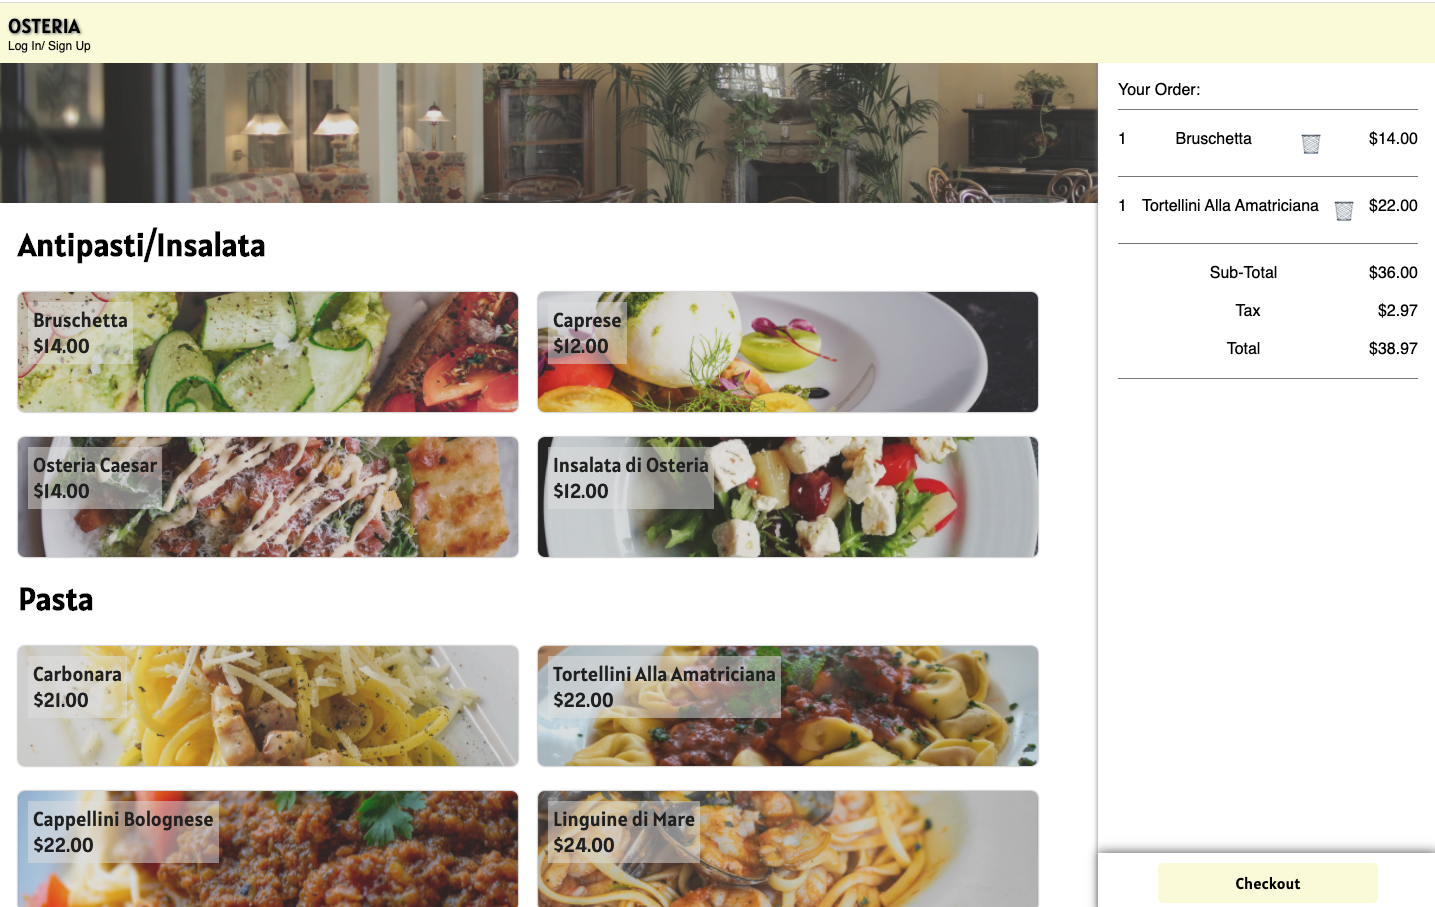 OSTERIA
Log In/ Sign Up
Antipasti/Insalata
Bruschetta
$14.00
Caprese
$12.00
Osteria Caesar
$14.00
Insalata di Osteria
$12.00
Pasta
Carbonara
$21.00
Tortellini Alla Amatriciana
$22.00
Cappellini Bolognese
$22.00
Linguine di Mare
$24.00
Your Order:
1 Bruschetta $14.00
1 Tortellini Alla Amatriciana $22.00
Sub-Total $36.00
Tax $2.97
Total $38.97
Checkout